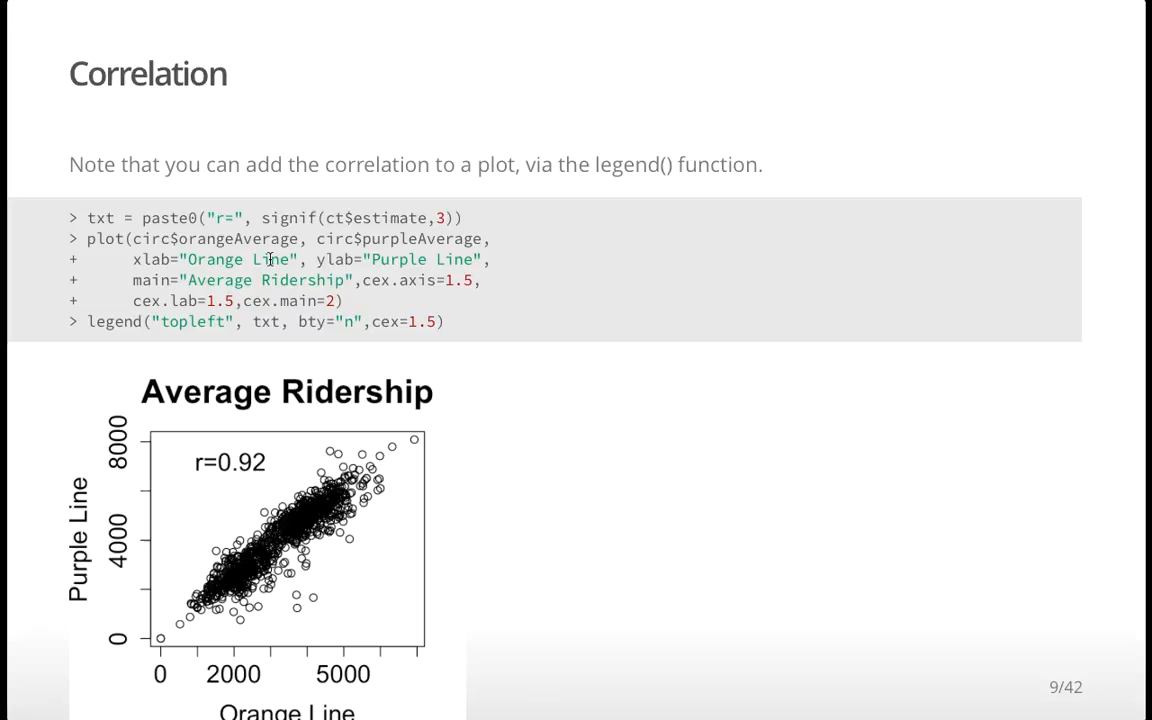 Correlation
Note that you can add the correlation to a plot, via the legend() function.
> txt = paste0("r=", signif(ct$estimate,3))
> plot(circ$orangeAverage, circ$purpleAverage,
+      xlab="Orange Line", ylab="Purple Line",
+      main="Average Ridership",cex.axis=1.5,
+      cex.lab=1.5,cex.main=2)
> legend("topleft", txt, bty="n",cex=1.5)
Average Ridership
8000
4000
0
Purple Line
r=0.92
0 2000 5000
Orange Line
9/42